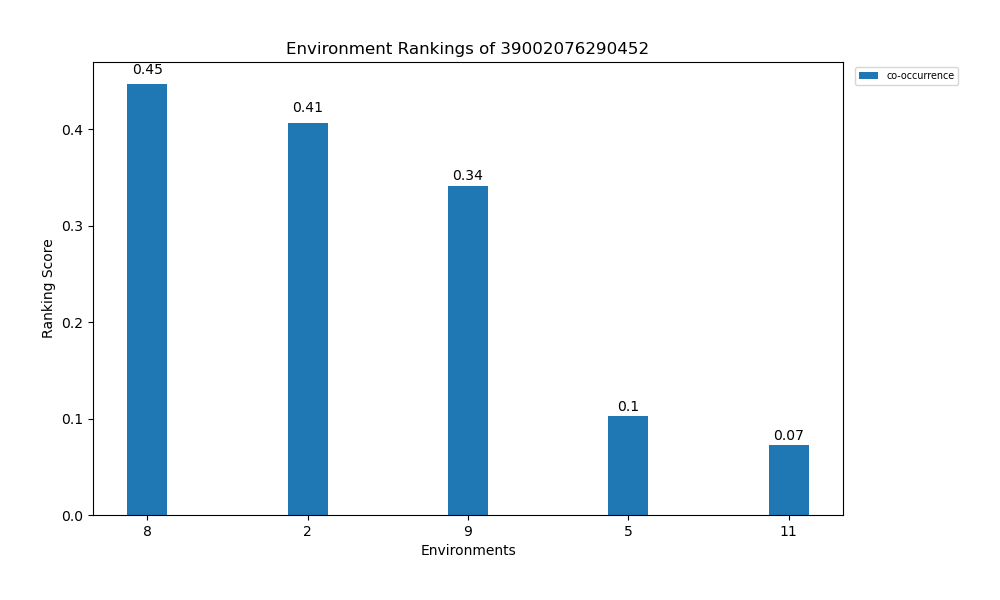 Environment Rankings of 39002076290452
co-occurrence
Ranking Score
0.4
0.3
0.2
0.1
0.0
0.45
0.41
0.34
0.1
0.07
8 2 9 5 11
Environments